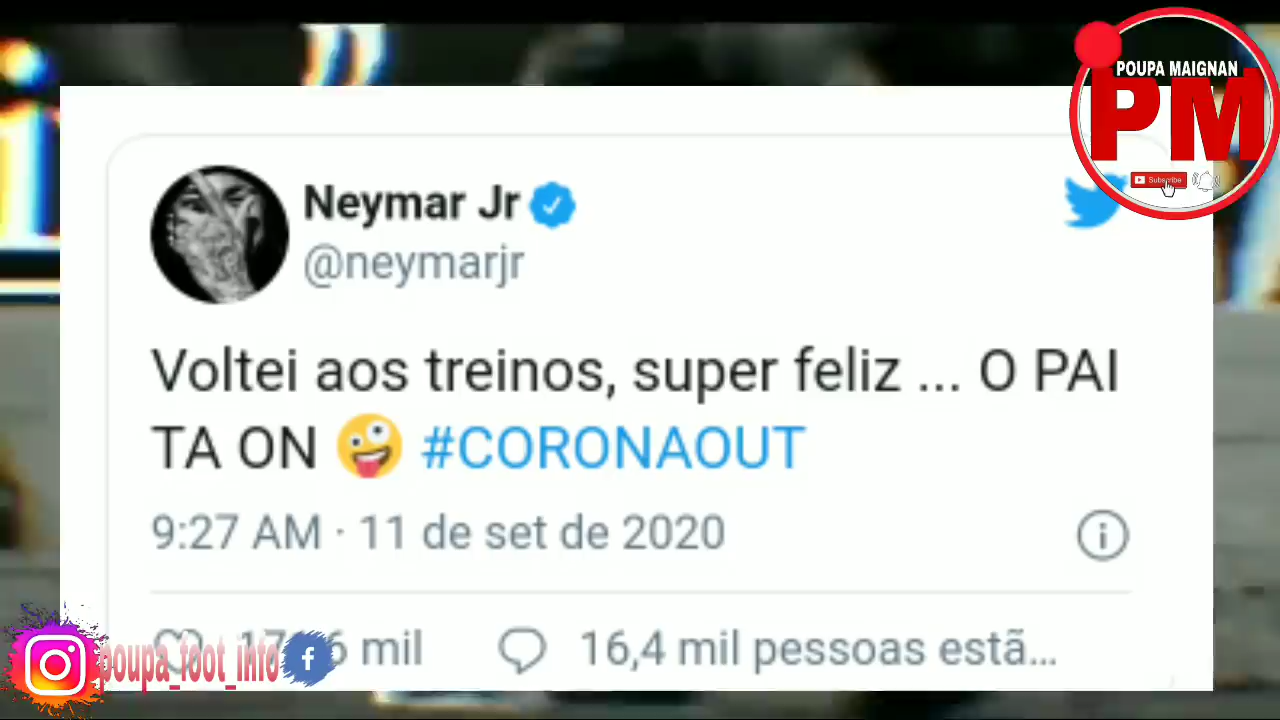 POUPA MAIGNAN
PM
Subscribe
Neymar Jr
@neymarjr
Voltei aos treinos, super feliz ... O PAI
TA ON 🤪 #CORONAOUT
9:27 AM · 11 de set de 2020
mil
16,4 mil pessoas estã...
poupa_foot_info